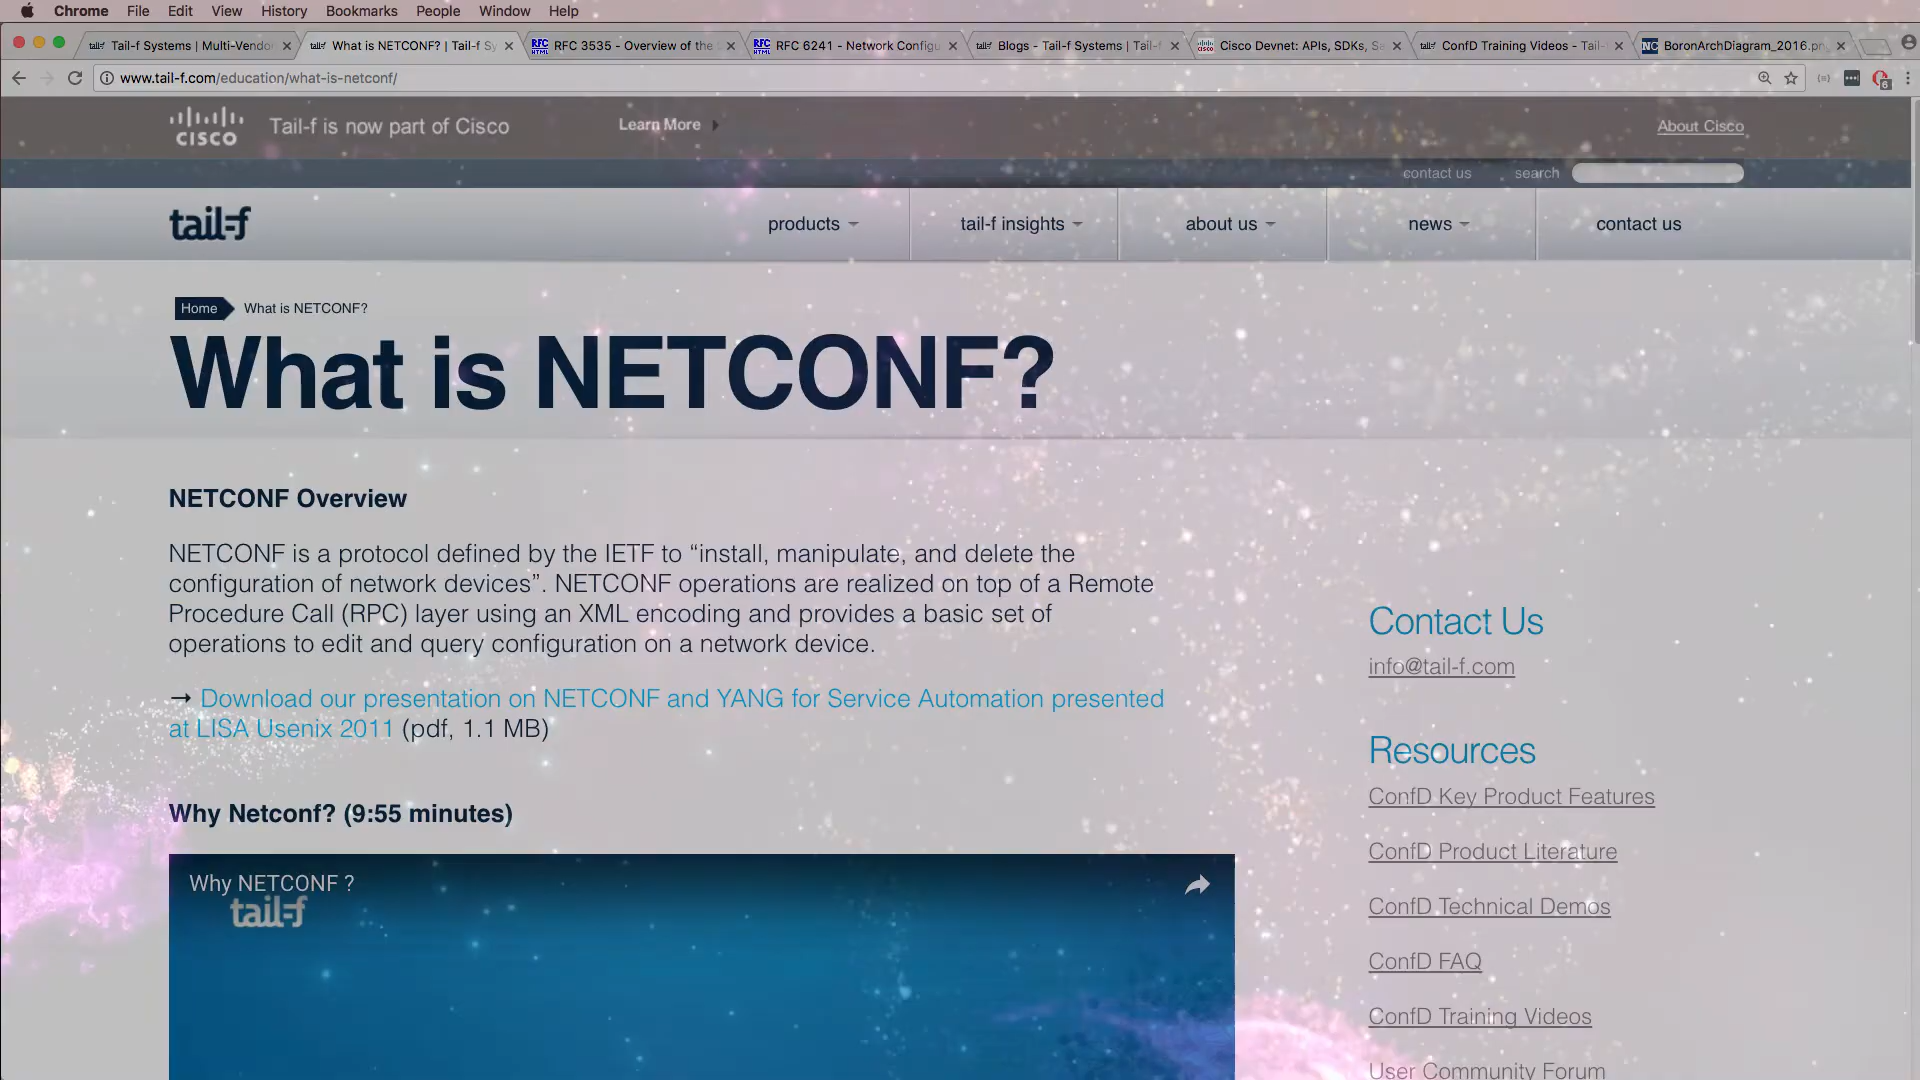 Chrome File Edit View History Bookmarks People Window Help
Tail-f Systems | Multi-Vendo
What is NETCONF? | Tail-f Sy
RFC 3535 - Overview of the
RFC 6241 - Network Configu
Blogs - Tail-f Systems | Tail-f
Cisco Devnet: APIs, SDKs, Se
ConfD Training Videos - Tail-
BoronArchDiagram_2016.pn
www.tail-f.com/education/what-is-netconf/
CISCO
Tail-f is now part of Cisco
Learn More
About Cisco
contact us
search
tail-f
products
tail-f insights
about us
news
contact us
Home
What is NETCONF?
What is NETCONF?
NETCONF Overview
NETCONF is a protocol defined by the IETF to “install, manipulate, and delete the
configuration of network devices”. NETCONF operations are realized on top of a Remote
Procedure Call (RPC) layer using an XML encoding and provides a basic set of
operations to edit and query configuration on a network device.
→ Download our presentation on NETCONF and YANG for Service Automation presented
at LISA Usenix 2011 (pdf, 1.1 MB)
Why Netconf? (9:55 minutes)
Why NETCONF ?
tail-f
Contact Us
info@tail-f.com
Resources
ConfD Key Product Features
ConfD Product Literature
ConfD Technical Demos
ConfD FAQ
ConfD Training Videos
User Community Forum